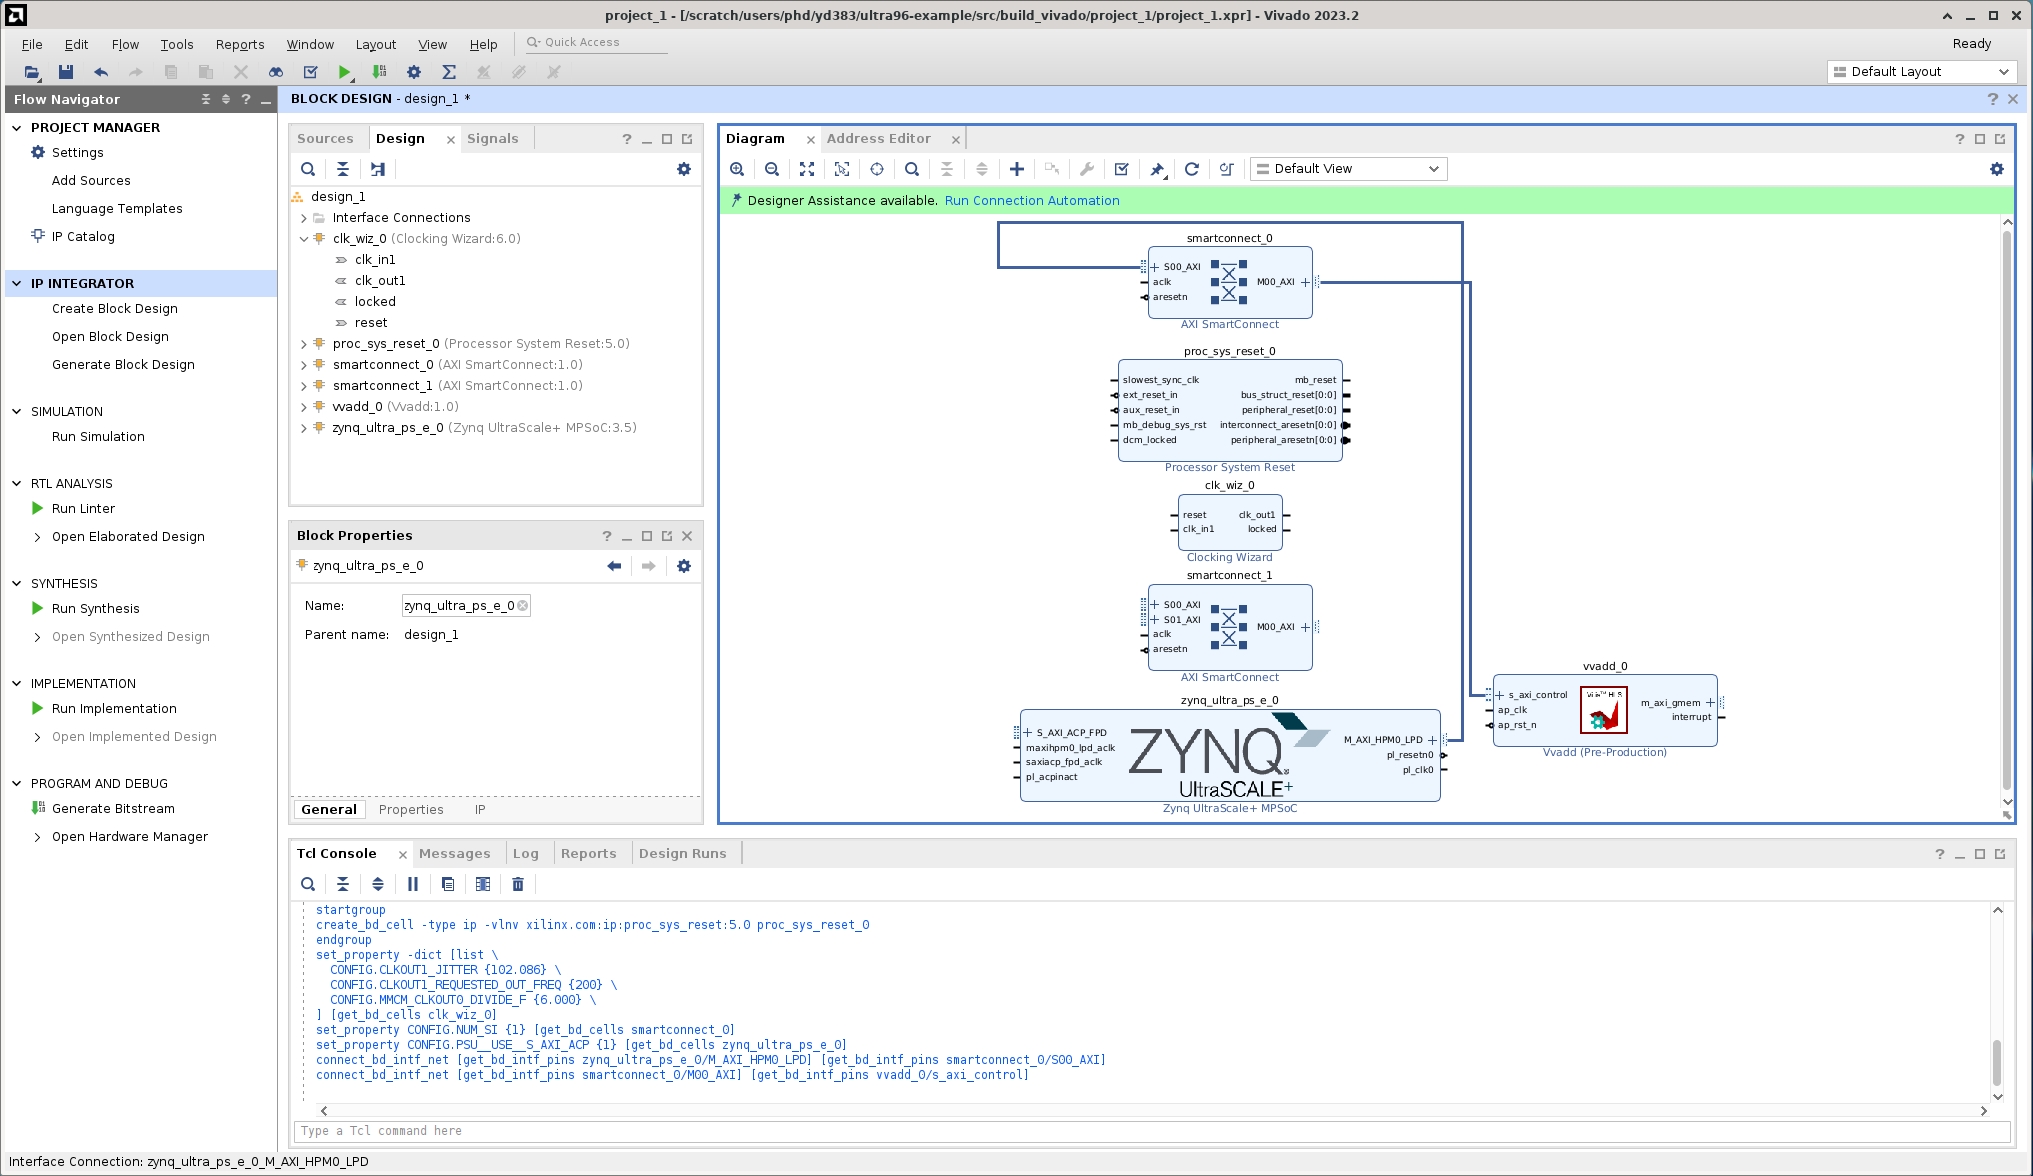 project_1 - [/scratch/users/phd/yd383/ultra96-example/src/build_vivado/project_1/project_1.xpr] - Vivado 2023.2
File Edit Flow Tools Reports Window Layout View Help Quick Access Ready
Default Layout
Flow Navigator
PROJECT MANAGER
Settings
Add Sources
Language Templates
IP Catalog
IP INTEGRATOR
Create Block Design
Open Block Design
Generate Block Design
SIMULATION
Run Simulation
RTL ANALYSIS
Run Linter
Open Elaborated Design
SYNTHESIS
Run Synthesis
Open Synthesized Design
IMPLEMENTATION
Run Implementation
Open Implemented Design
PROGRAM AND DEBUG
Generate Bitstream
Open Hardware Manager
BLOCK DESIGN - design_1 *
Sources Design Signals
design_1
Interface Connections
clk_wiz_0 (Clocking Wizard:6.0)
clk_in1
clk_out1
locked
reset
proc_sys_reset_0 (Processor System Reset:5.0)
smartconnect_0 (AXI SmartConnect:1.0)
smartconnect_1 (AXI SmartConnect:1.0)
vvadd_0 (Vvadd:1.0)
zynq_ultra_ps_e_0 (Zynq UltraScale+ MPSoC:3.5)
Block Properties
zynq_ultra_ps_e_0
Name: zynq_ultra_ps_e_0
Parent name: design_1
General Properties IP
Diagram Address Editor
Default View
Designer Assistance available. Run Connection Automation
smartconnect_0
S00_AXI
aclk
aresetn
M00_AXI
AXI SmartConnect
proc_sys_reset_0
slowest_sync_clk mb_reset
ext_reset_in bus_struct_reset[0:0]
aux_reset_in peripheral_reset[0:0]
mb_debug_sys_rst interconnect_aresetn[0:0]
dcm_locked peripheral_aresetn[0:0]
Processor System Reset
clk_wiz_0
reset clk_out1
clk_in1 locked
Clocking Wizard
smartconnect_1
S00_AXI
S01_AXI
aclk
aresetn
M00_AXI
AXI SmartConnect
zynq_ultra_ps_e_0
S_AXI_ACP_FPD
maxihpm0_lpd_aclk
saxiacp_fpd_aclk
pl_acpinact
ZYNQ
UltraSCALE+
M_AXI_HPM0_LPD
pl_resetn0
pl_clk0
Zynq UltraScale+ MPSoC
vvadd_0
s_axi_control
ap_clk
ap_rst_n
m_axi_gmem
interrupt
Vvadd (Pre-Production)
Tcl Console Messages Log Reports Design Runs
startgroup
create_bd_cell -type ip -vlnv xilinx.com:ip:proc_sys_reset:5.0 proc_sys_reset_0
endgroup
set_property -dict [list \
CONFIG.CLKOUT1_JITTER {102.086} \
CONFIG.CLKOUT1_REQUESTED_OUT_FREQ {200} \
CONFIG.MMCM_CLKOUT0_DIVIDE_F {6.000} \
] [get_bd_cells clk_wiz_0]
set_property CONFIG.NUM_SI {1} [get_bd_cells smartconnect_0]
set_property CONFIG.PSU__USE__S_AXI_ACP {1} [get_bd_cells zynq_ultra_ps_e_0]
connect_bd_intf_net [get_bd_intf_pins zynq_ultra_ps_e_0/M_AXI_HPM0_LPD] [get_bd_intf_pins smartconnect_0/S00_AXI]
connect_bd_intf_net [get_bd_intf_pins smartconnect_0/M00_AXI] [get_bd_intf_pins vvadd_0/s_axi_control]
Type a Tcl command here
Interface Connection: zynq_ultra_ps_e_0_M_AXI_HPM0_LPD